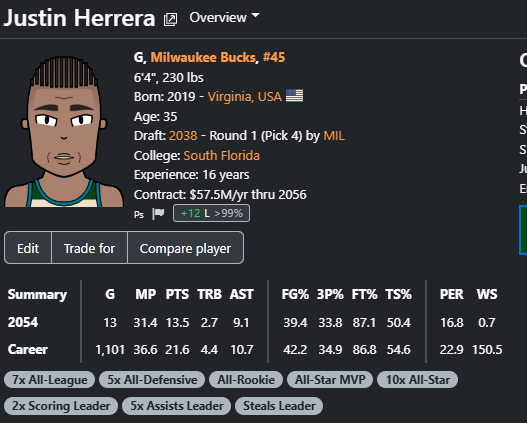 Justin Herrera Overview
G, Milwaukee Bucks, #45
6'4", 230 lbs
Born: 2019 - Virginia, USA
Age: 35
Draft: 2038 - Round 1 (Pick 4) by MIL
College: South Florida
Experience: 16 years
Contract: $57.5M/yr thru 2056
Ps +12 L >99%
Edit Trade for Compare player
Summary G MP PTS TRB AST FG% 3P% FT% TS% PER WS
2054 13 31.4 13.5 2.7 9.1 39.4 33.8 87.1 50.4 16.8 0.7
Career 1,101 36.6 21.6 4.4 10.7 42.2 34.9 86.8 54.6 22.9 150.5
7x All-League 5x All-Defensive All-Rookie All-Star MVP 10x All-Star
2x Scoring Leader 5x Assists Leader Steals Leader